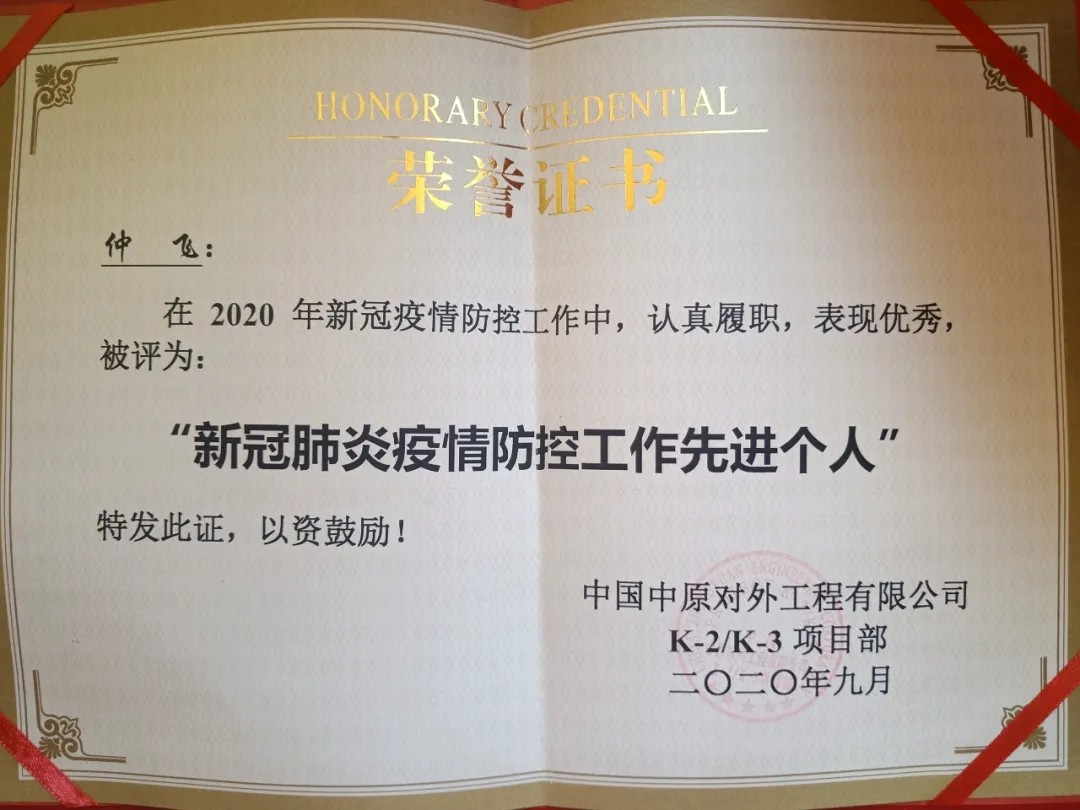 HONORARY CREDENTIAL
荣誉证书
仲 飞：
在 2020 年新冠疫情防控工作中，认真履职，表现优秀，
被评为：
“新冠肺炎疫情防控工作先进个人”
特发此证，以资鼓励！
中国中原对外工程有限公司
K-2/K-3 项目部
二〇二〇年九月